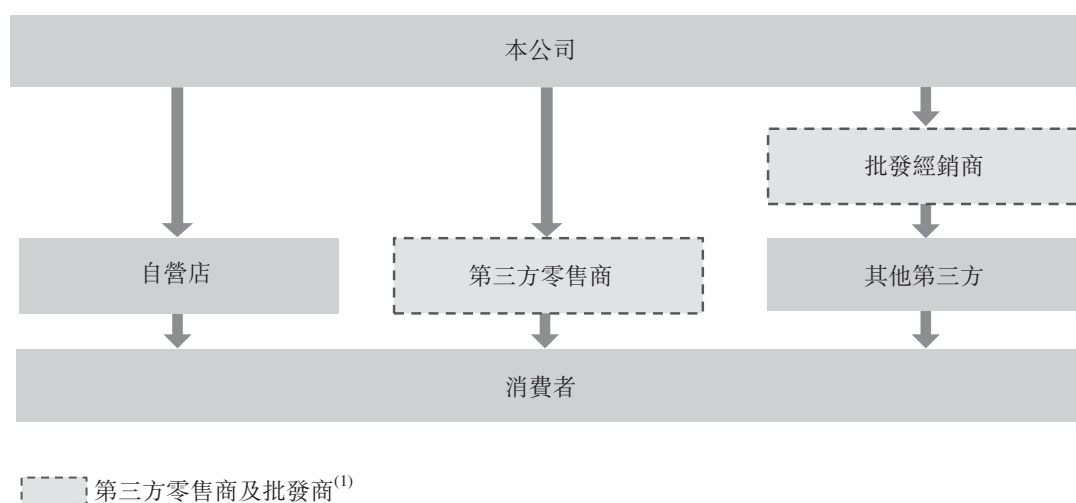 本公司
批發經銷商
自營店
第三方零售商
其他第三方
消費者
第三方零售商及批發商(1)